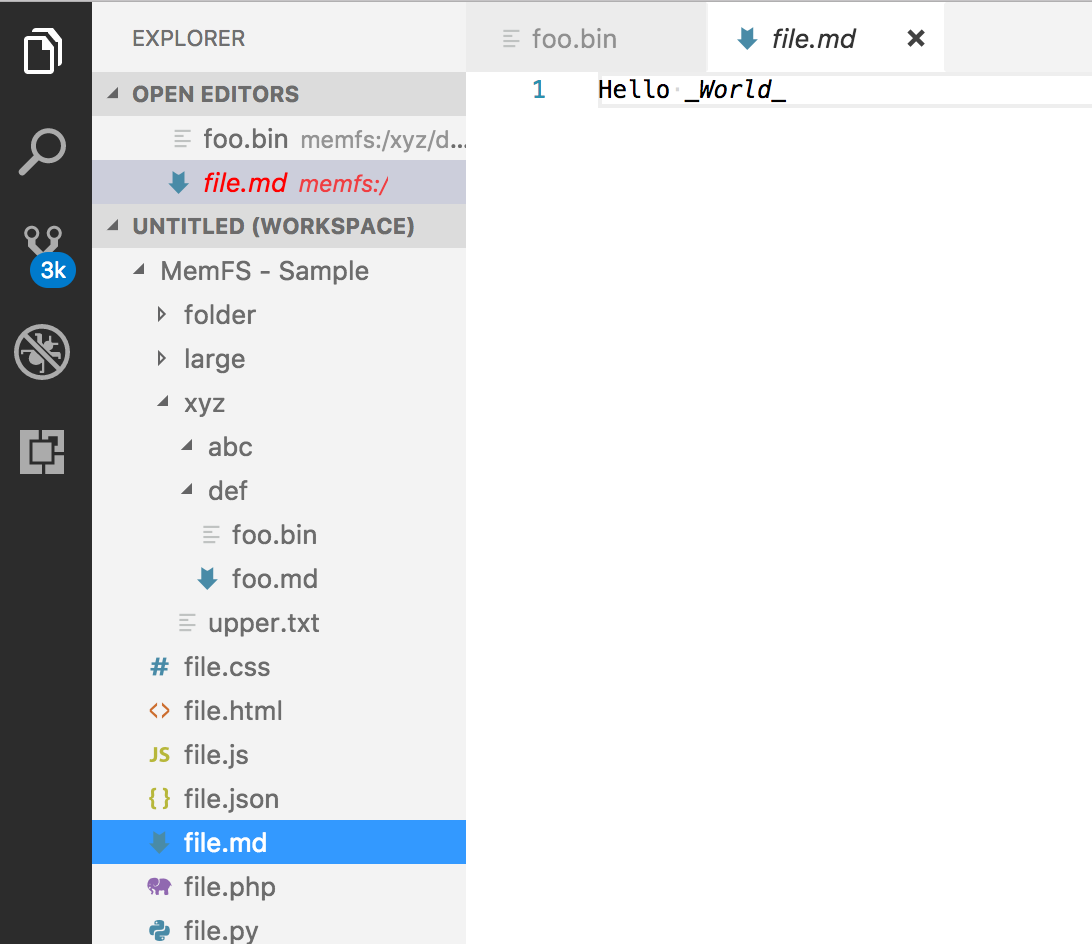 EXPLORER
foo.bin
file.md
OPEN EDITORS
foo.bin memfs:/xyz/d...
file.md memfs:/
UNTITLED (WORKSPACE)
3k
MemFS - Sample
folder
large
xyz
abc
def
foo.bin
foo.md
upper.txt
# file.css
<> file.html
JS file.js
{} file.json
file.md
file.php
file.py
1 Hello _World_